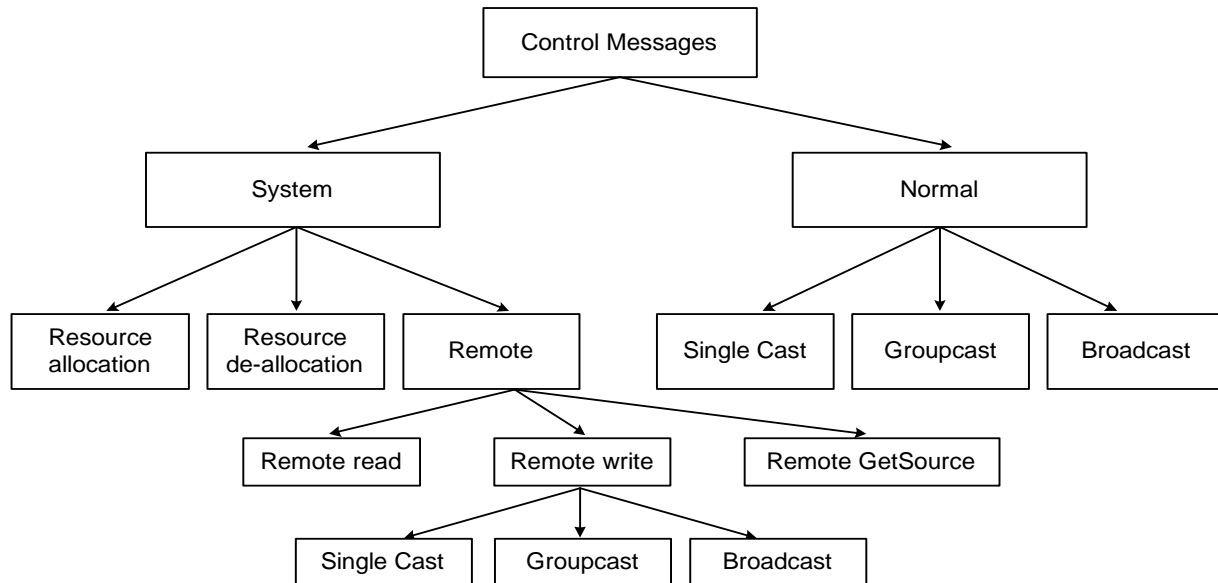 Control Messages
System
Normal
Resource
allocation
Resource
de-allocation
Remote
Single Cast
Groupcast
Broadcast
Remote read
Remote write
Remote GetSource
Single Cast
Groupcast
Broadcast